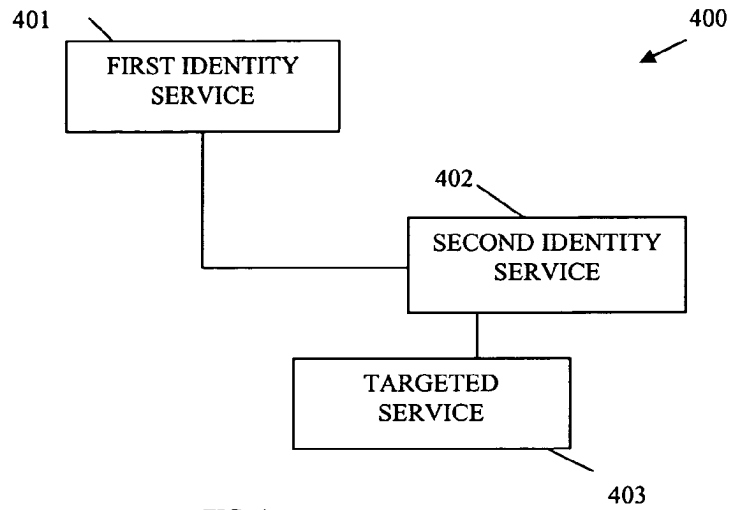 401
400
FIRST IDENTITY
SERVICE
402
SECOND IDENTITY
SERVICE
TARGETED
SERVICE
403